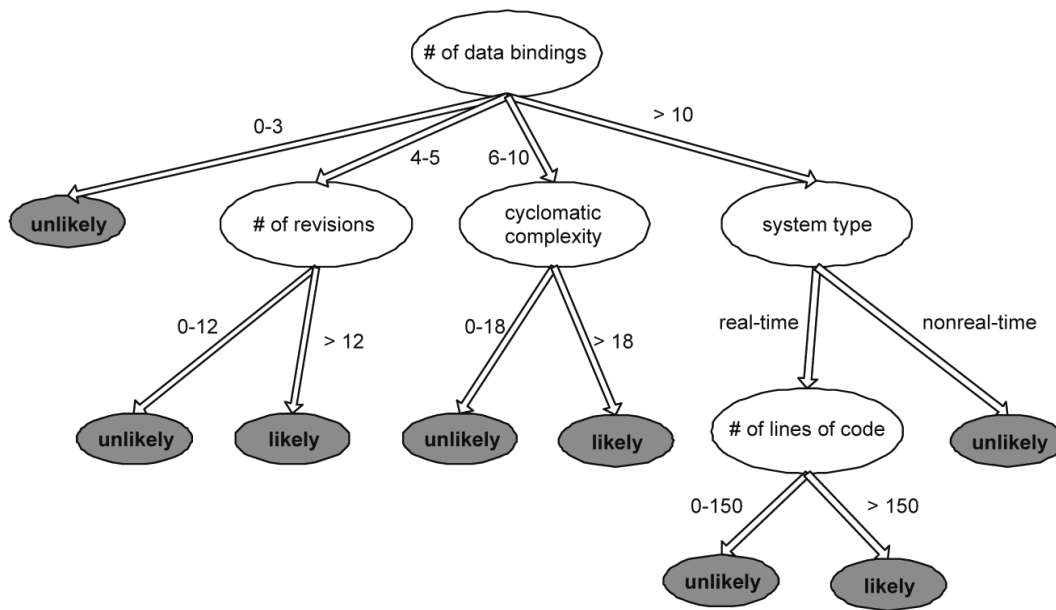 # of data bindings
0-3
4-5
6-10
> 10
unlikely
# of revisions
cyclomatic
complexity
system type
0-12
> 12
0-18
> 18
real-time
nonreal-time
unlikely
likely
unlikely
likely
# of lines of code
unlikely
0-150
> 150
unlikely
likely